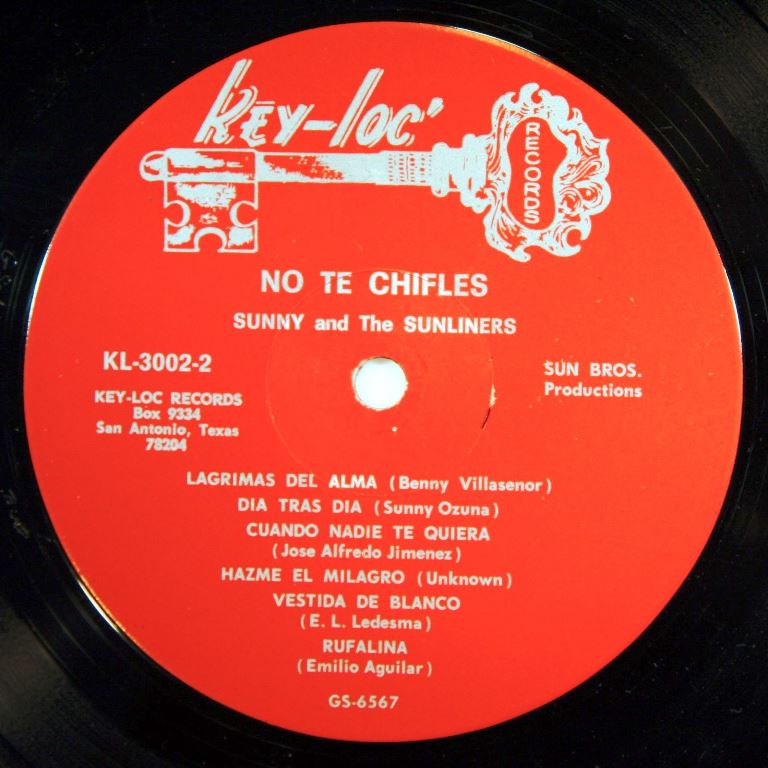 KEY-LOC'
RECORDS
NO TE CHIFLES
SUNNY and The SUNLINERS
KL-3002-2
SUN BROS.
Productions
KEY-LOC RECORDS
Box 9334
San Antonio, Texas
78204
LAGRIMAS DEL ALMA (Benny Villasenor)
DIA TRAS DIA (Sunny Ozuna)
CUANDO NADIE TE QUIERA
(Jose Alfredo Jimenez)
HAZME EL MILAGRO (Unknown)
VESTIDA DE BLANCO
(E. L. Ledesma)
RUFALINA
(Emilio Aguilar)
GS-6567